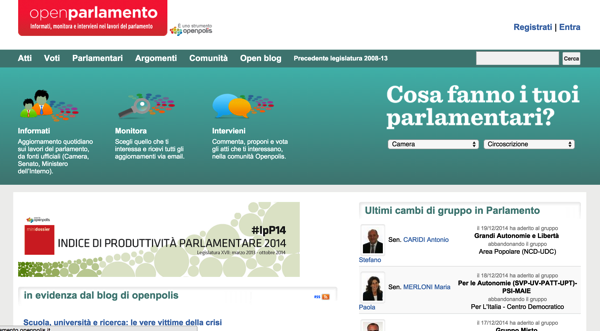 openparlamento
Informati, monitora e intervieni nei lavori del parlamento
È uno strumento
openpolis
Registrati | Entra
Atti Voti Parlamentari Argomenti Comunità Open blog Precedente legislatura 2008-13
Cerca
Cosa fanno i tuoi
parlamentari?
Camera
Circoscrizione
Informati
Aggiornamento quotidiano
sui lavori del parlamento,
da fonti ufficiali (Camera,
Senato, Ministero
dell'Interno).
Monitora
Scegli quello che ti
interessa e ricevi tutti gli
aggiornamenti via email.
Intervieni
Commenta, proponi e vota
gli atti che ti interessano,
nella comunità Openpolis.
openpolis
minidossier
#IpP14
INDICE DI PRODUTTIVITÀ PARLAMENTARE 2014
Legislatura XVII: marzo 2013 - ottobre 2014
in evidenza dal blog di openpolis
RSS
Scuola, università e ricerca: le vere vittime della crisi
Ultimi cambi di gruppo in Parlamento
Sen. CARIDI Antonio
Stefano
il 19/12/2014 ha aderito al gruppo
Grandi Autonomie e Libertà
abbandonando il gruppo
Area Popolare (NCD-UDC)
Sen. MERLONI Maria
Paola
il 18/12/2014 ha aderito al gruppo
Per le Autonomie (SVP-UV-PATT-UPT)-
PSI-MAIE
abbandonando il gruppo
Per L'Italia - Centro Democratico
il 17/12/2014 ha aderito al gruppo
Gruppo Misto